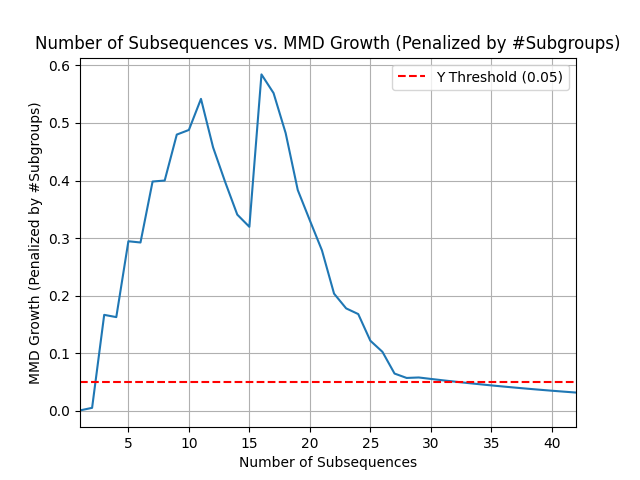 Number of Subsequences vs. MMD Growth (Penalized by #Subgroups)
MMD Growth (Penalized by #Subgroups)
0.6
0.5
0.4
0.3
0.2
0.1
0.0
Y Threshold (0.05)
5 10 15 20 25 30 35 40
Number of Subsequences